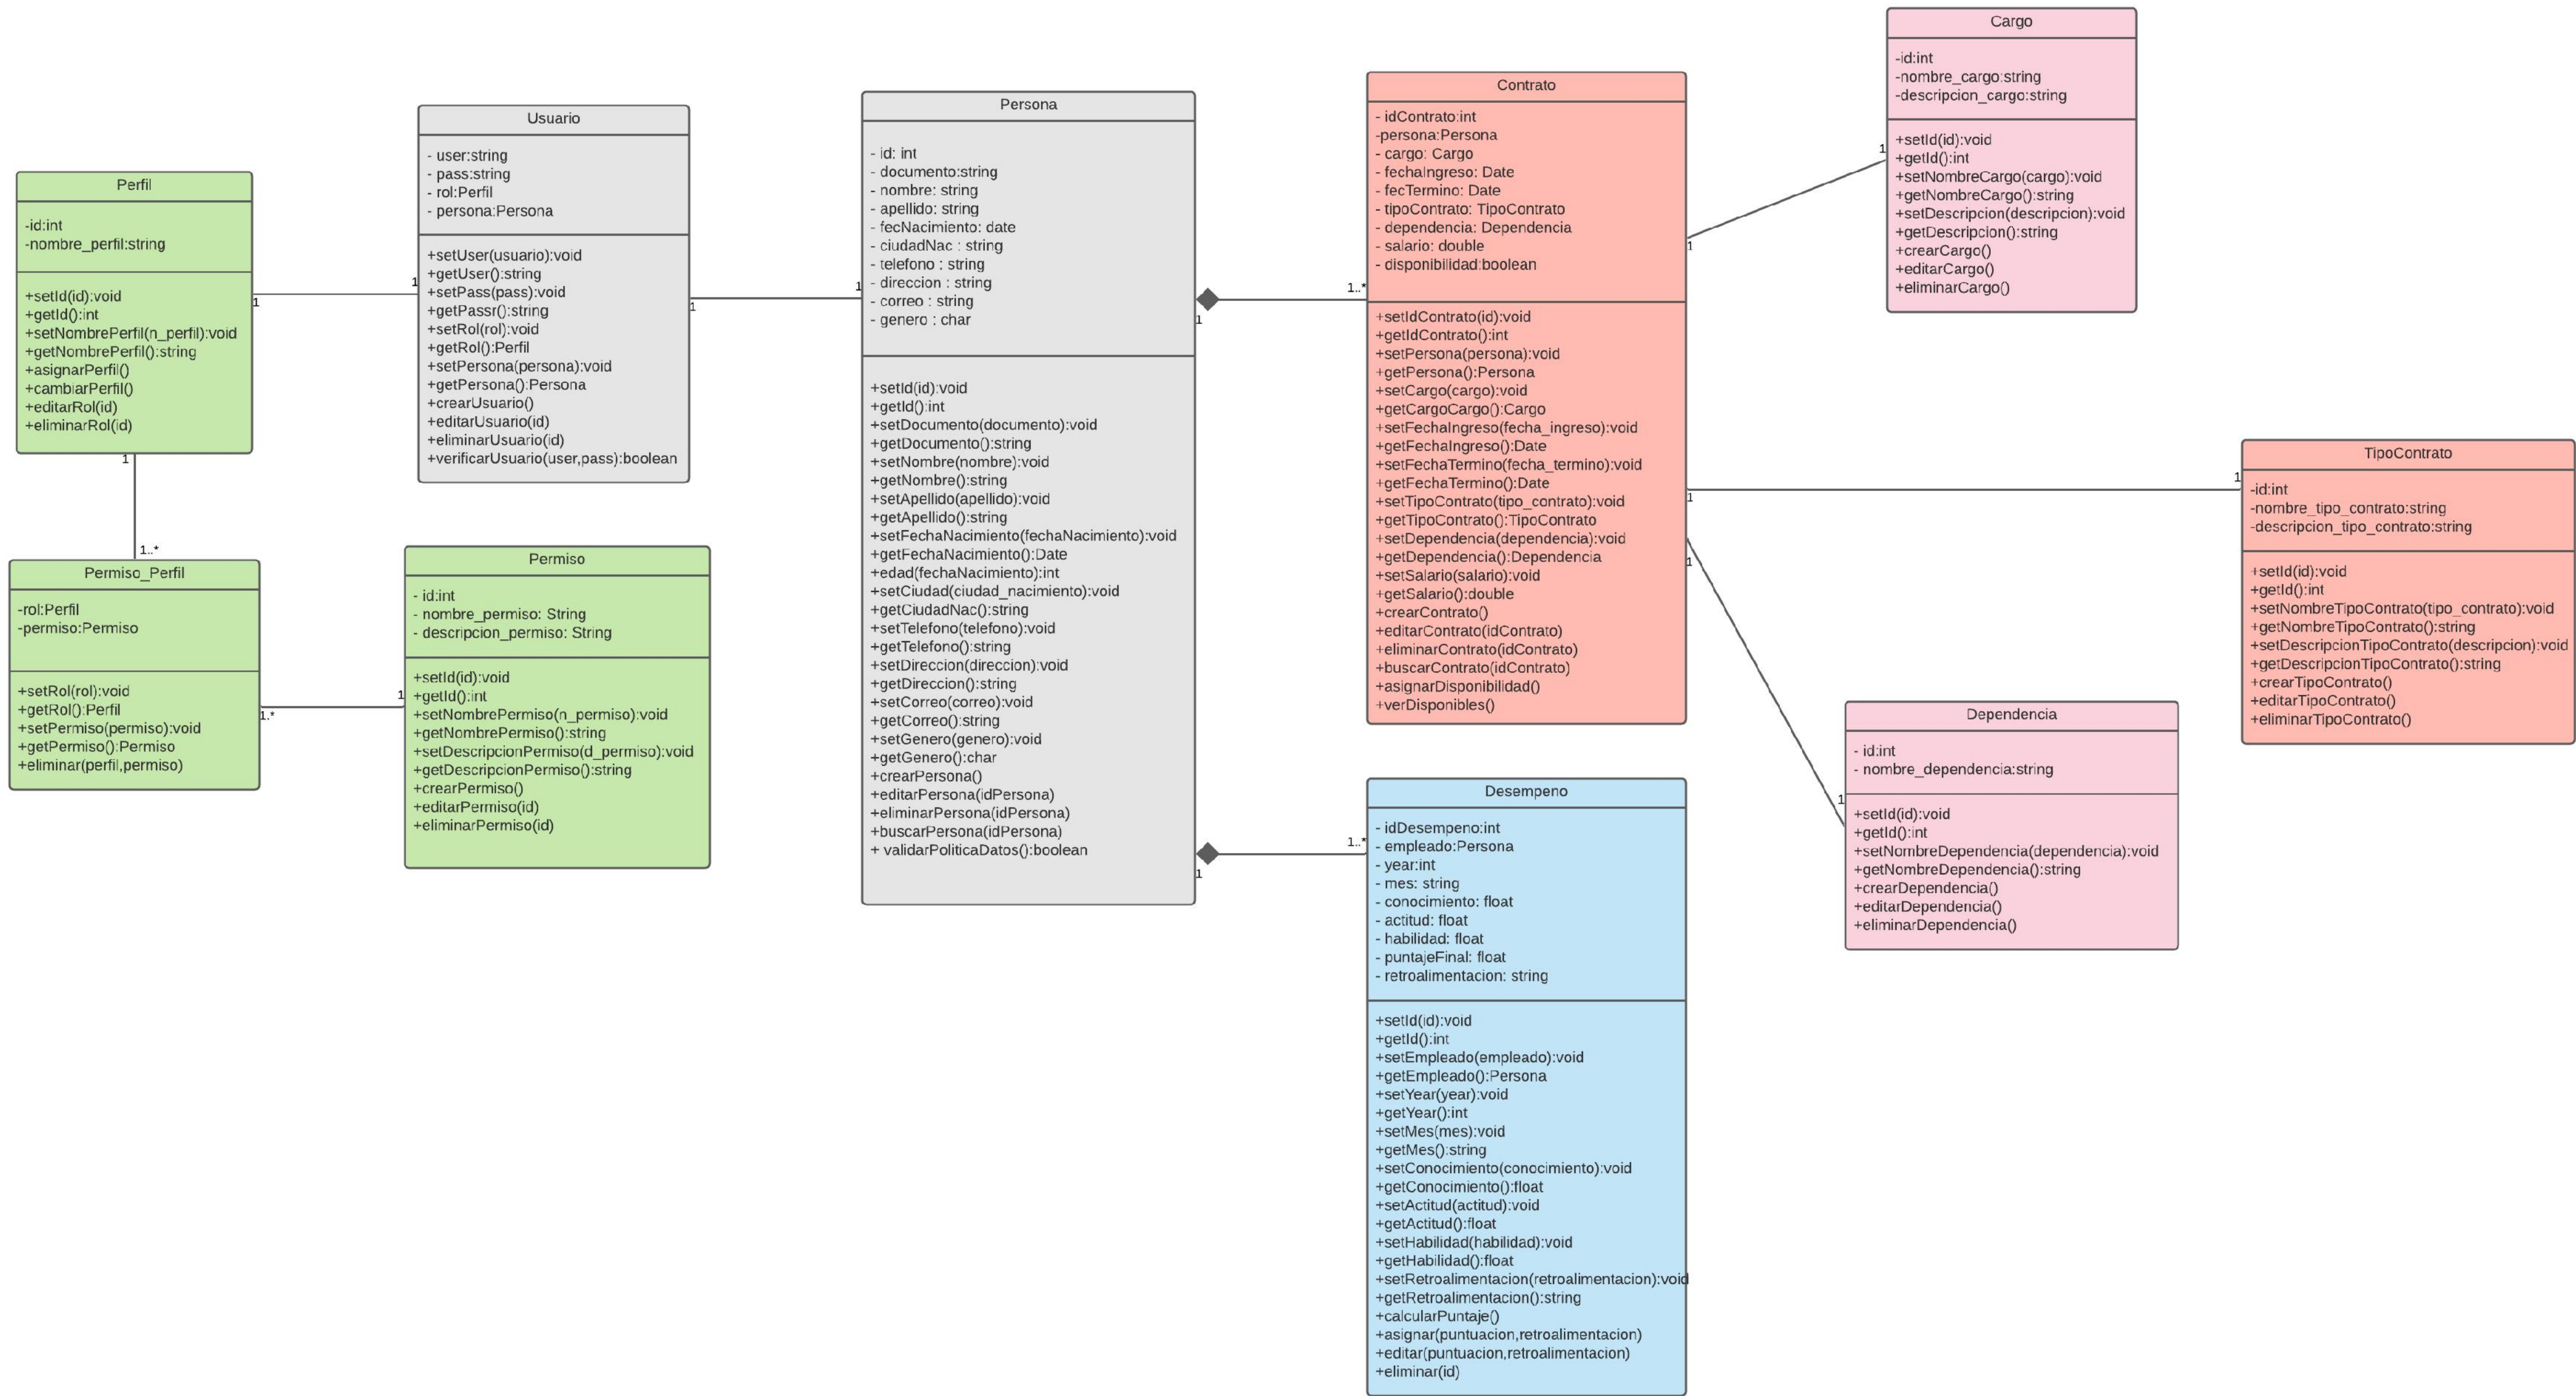 Perfil
-id:int
-nombre_perfil:string
+setId(id):void
+getId():int
+setNombrePerfil(n_perfil):void
+getNombrePerfil():string
+asignarPerfil()
+cambiarPerfil()
+editarRol(id)
+eliminarRol(id)
1
1
1
1..*
Permiso_Perfil
-rol:Perfil
-permiso:Permiso
+setRol(rol):void
+getRol():Perfil
+setPermiso(permiso):void
+getPermiso():Permiso
+eliminar(perfil,permiso)
1.*
1
Usuario
- user:string
- pass:string
- rol:Perfil
- persona:Persona
+setUser(usuario):void
+getUser():string
+setPass(pass):void
+getPassr():string
+setRol(rol):void
+getRol():Perfil
+setPersona(persona):void
+getPersona():Persona
+crearUsuario()
+editarUsuario(id)
+eliminarUsuario(id)
+verificarUsuario(user,pass):boolean
1
1
Permiso
- id:int
- nombre_permiso: String
- descripcion_permiso: String
+setId(id):void
+getId():int
+setNombrePermiso(n_permiso):void
+getNombrePermiso():string
+setDescripcionPermiso(d_permiso):void
+getDescripcionPermiso():string
+crearPermiso()
+editarPermiso(id)
+eliminarPermiso(id)
Persona
- id: int
- documento:string
- nombre: string
- apellido: string
- fecNacimiento: date
- ciudadNac : string
- telefono : string
- direccion : string
- correo : string
- genero : char
+setId(id):void
+getId():int
+setDocumento(documento):void
+getDocumento():string
+setNombre(nombre):void
+getNombre():string
+setApellido(apellido):void
+getApellido():string
+setFechaNacimiento(fechaNacimiento):void
+getFechaNacimiento():Date
+edad(fechaNacimiento):int
+setCiudad(ciudad_nacimiento):void
+getCiudadNac():string
+setTelefono(telefono):void
+getTelefono():string
+setDireccion(direccion):void
+getDireccion():string
+setCorreo(correo):void
+getCorreo():string
+setGenero(genero):void
+getGenero():char
+crearPersona()
+editarPersona(idPersona)
+eliminarPersona(idPersona)
+buscarPersona(idPersona)
+ validarPoliticaDatos():boolean
1
1..*
1
1..*
Contrato
- idContrato:int
-persona:Persona
- cargo: Cargo
- fechaIngreso: Date
- fecTermino: Date
- tipoContrato: TipoContrato
- dependencia: Dependencia
- salario: double
- disponibilidad:boolean
+setIdContrato(id):void
+getIdContrato():int
+setPersona(persona):void
+getPersona():Persona
+setCargo(cargo):void
+getCargoCargo():Cargo
+setFechaIngreso(fecha_ingreso):void
+getFechaIngreso():Date
+setFechaTermino(fecha_termino):void
+getFechaTermino():Date
+setTipoContrato(tipo_contrato):void
+getTipoContrato():TipoContrato
+setDependencia(dependencia):void
+getDependencia():Dependencia
+setSalario(salario):void
+getSalario():double
+crearContrato()
+editarContrato(idContrato)
+eliminarContrato(idContrato)
+buscarContrato(idContrato)
+asignarDisponibilidad()
+verDisponibles()
1
1
1
1
1
1
Desempeno
- idDesempeno:int
- empleado:Persona
- year:int
- mes: string
- conocimiento: float
- actitud: float
- habilidad: float
- puntajeFinal: float
- retroalimentacion: string
+setId(id):void
+getId():int
+setEmpleado(empleado):void
+getEmpleado():Persona
+setYear(year):void
+getYear():int
+setMes(mes):void
+getMes():string
+setConocimiento(conocimiento):void
+getConocimiento():float
+setActitud(actitud):void
+getActitud():float
+setHabilidad(habilidad):void
+getHabilidad():float
+setRetroalimentacion(retroalimentacion):void
+getRetroalimentacion():string
+calcularPuntaje()
+asignar(puntuacion,retroalimentacion)
+editar(puntuacion,retroalimentacion)
+eliminar(id)
Cargo
-id:int
-nombre_cargo:string
-descripcion_cargo:string
+setId(id):void
+getId():int
+setNombreCargo(cargo):void
+getNombreCargo():string
+setDescripcion(descripcion):void
+getDescripcion():string
+crearCargo()
+editarCargo()
+eliminarCargo()
Dependencia
- id:int
- nombre_dependencia:string
+setId(id):void
+getId():int
+setNombreDependencia(dependencia):void
+getNombreDependencia():string
+crearDependencia()
+editarDependencia()
+eliminarDependencia()
TipoContrato
-id:int
-nombre_tipo_contrato:string
-descripcion_tipo_contrato:string
+setId(id):void
+getId():int
+setNombreTipoContrato(tipo_contrato):void
+getNombreTipoContrato():string
+setDescripcionTipoContrato(descripcion):void
+getDescripcionTipoContrato():string
+crearTipoContrato()
+editarTipoContrato()
+eliminarTipoContrato()